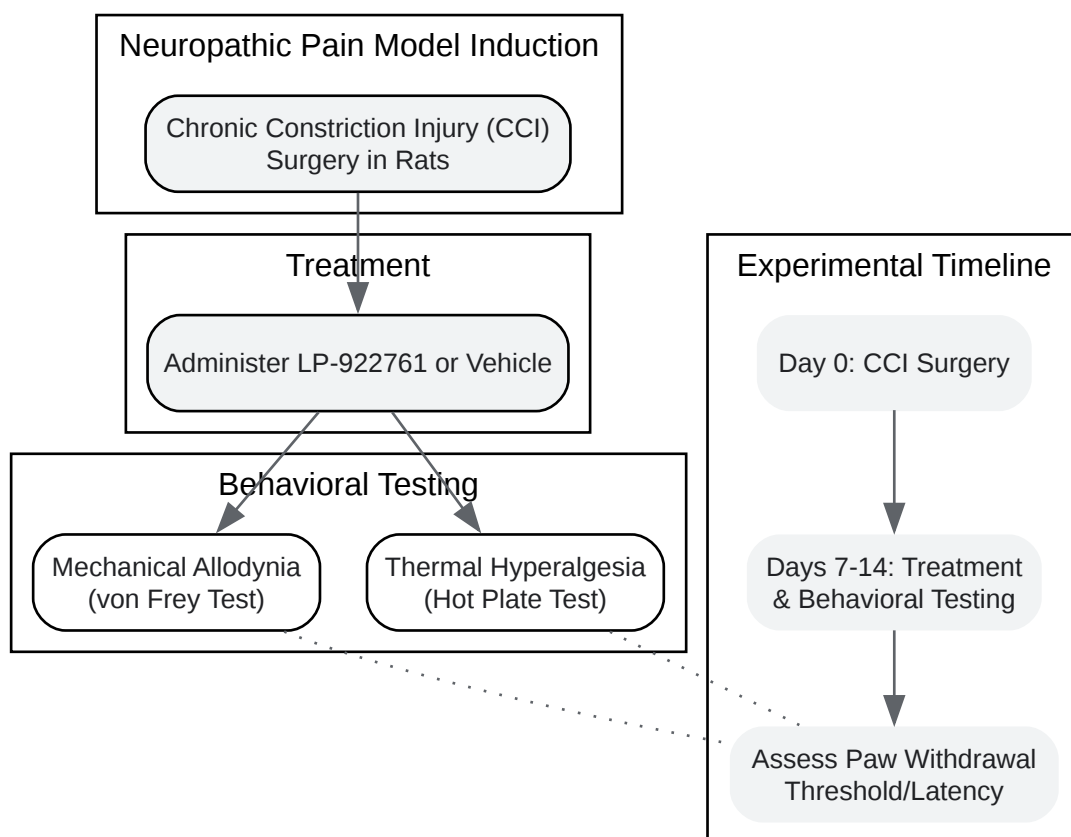 Neuropathic Pain Model Induction
Chronic Constriction Injury (CCI)
Surgery in Rats
Treatment
Administer LP-922761 or Vehicle
Behavioral Testing
Mechanical Allodynia
(von Frey Test)
Thermal Hyperalgesia
(Hot Plate Test)
Experimental Timeline
Day 0: CCI Surgery
Days 7-14: Treatment
& Behavioral Testing
Assess Paw Withdrawal
Threshold/Latency